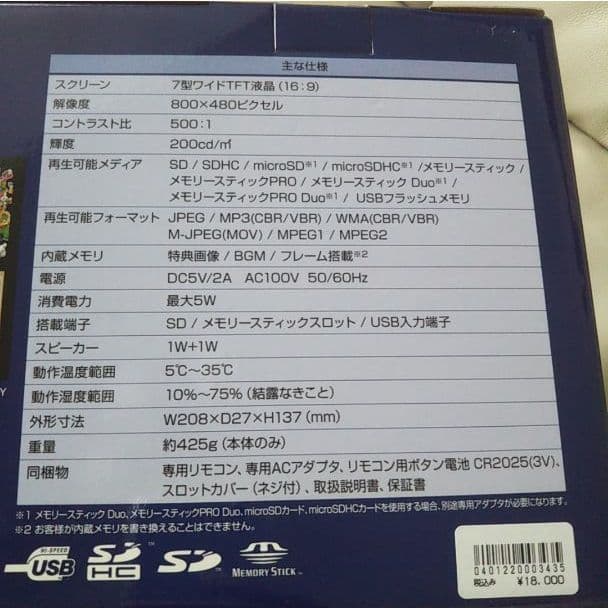 主な仕様
スクリーン 7型ワイドTFT液晶(16:9)
解像度 800×480ピクセル
コントラスト比 500:1
輝度 200cd/㎡
再生可能メディア SD / SDHC / microSD※1 / microSDHC※1 /メモリースティック /
メモリースティックPRO / メモリースティック Duo※1 /
メモリースティックPRO Duo※1 / USBフラッシュメモリ
再生可能フォーマット JPEG / MP3(CBR/VBR) / WMA(CBR/VBR)
M-JPEG(MOV) / MPEG1 / MPEG2
内蔵メモリ 特典画像 / BGM / フレーム搭載※2
電源 DC5V/2A AC100V 50/60Hz
消費電力 最大5W
搭載端子 SD / メモリースティックスロット / USB入力端子
スピーカー 1W+1W
動作温度範囲 5℃〜35℃
動作湿度範囲 10%〜75%(結露なきこと)
外形寸法 W208×D27×H137(mm)
重量 約425g(本体のみ)
同梱物 専用リモコン、専用ACアダプタ、リモコン用ボタン電池 CR2025(3V)、
スロットカバー(ネジ付)、取扱説明書、保証書
※1 メモリースティック Duo、メモリースティックPRO Duo、microSDカード、microSDHCカードを使用する場合、別途専用アダプタが必要になります。
※2 お客様が内蔵メモリを書き換えることはできません。
HI-SPEED
USB
SD
HC
™
SD
™
MEMORY STICK™
0401220003435
税込み ¥18,000
Y